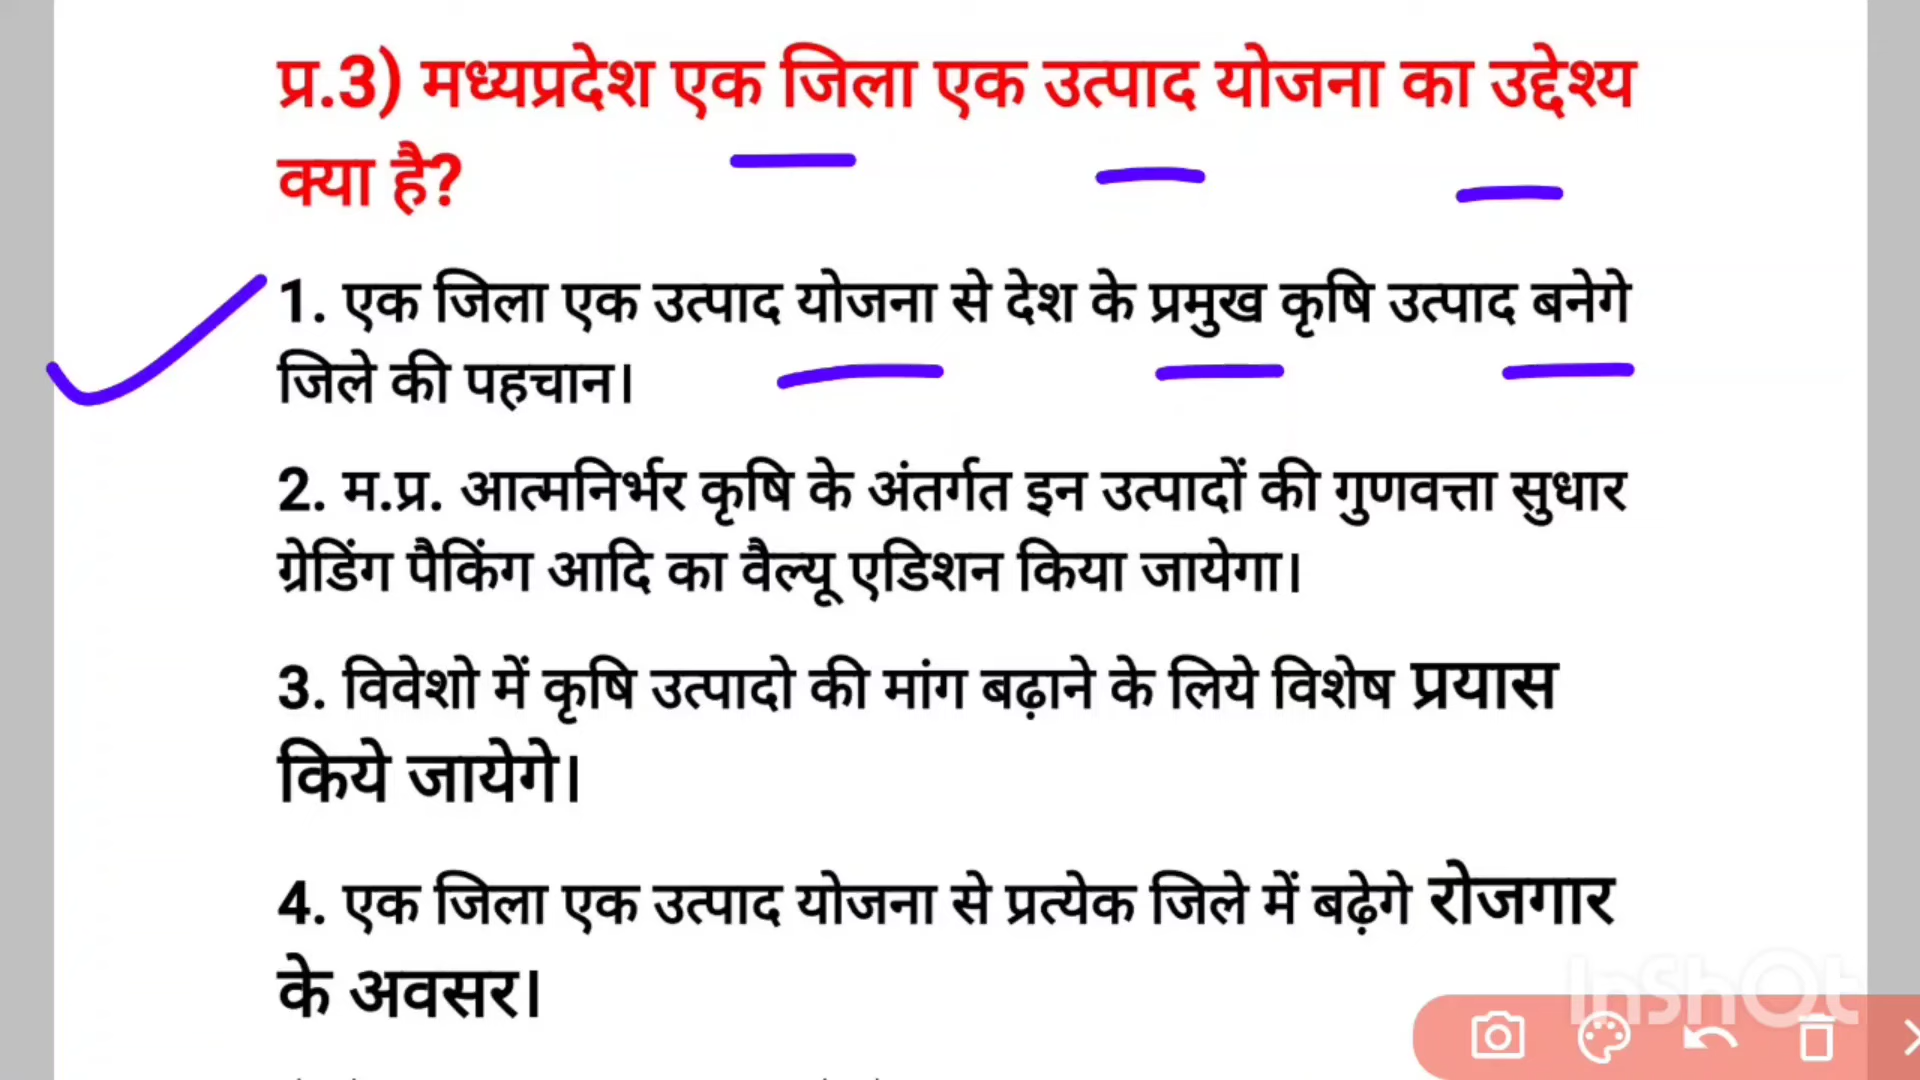 प्र.3) मध्यप्रदेश एक जिला एक उत्पाद योजना का उद्देश्य
क्या है?
1. एक जिला एक उत्पाद योजना से देश के प्रमुख कृषि उत्पाद बनेगे
जिले की पहचान।
2. म.प्र. आत्मनिर्भर कृषि के अंतर्गत इन उत्पादों की गुणवत्ता सुधार
ग्रेडिंग पैकिंग आदि का वैल्यू एडिशन किया जायेगा।
3. विवेशो में कृषि उत्पादो की मांग बढ़ाने के लिये विशेष प्रयास
किये जायेगे।
4. एक जिला एक उत्पाद योजना से प्रत्येक जिले में बढ़ेगे रोजगार
के अवसर।
InShOt